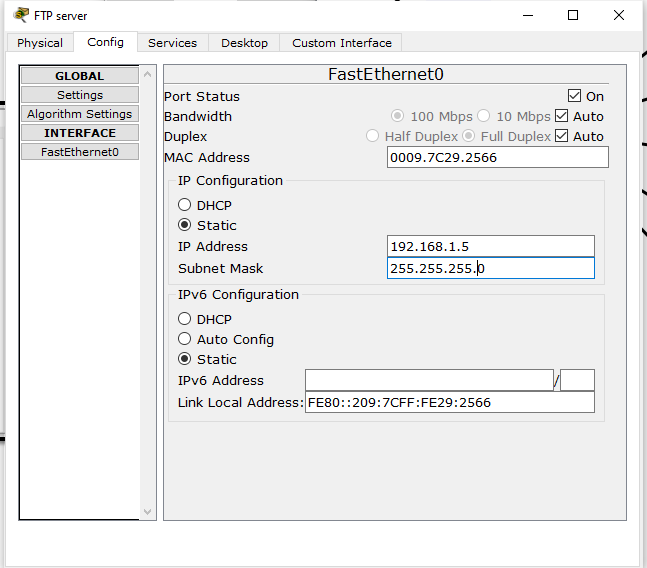 FTP server
Physical Config Services Desktop Custom Interface
GLOBAL
Settings
Algorithm Settings
INTERFACE
FastEthernet0
FastEthernet0
Port Status On
Bandwidth 100 Mbps 10 Mbps Auto
Duplex Half Duplex Full Duplex Auto
MAC Address 0009.7C29.2566
IP Configuration
DHCP
Static
IP Address 192.168.1.5
Subnet Mask 255.255.255.0
IPv6 Configuration
DHCP
Auto Config
Static
IPv6 Address /
Link Local Address: FE80::209:7CFF:FE29:2566